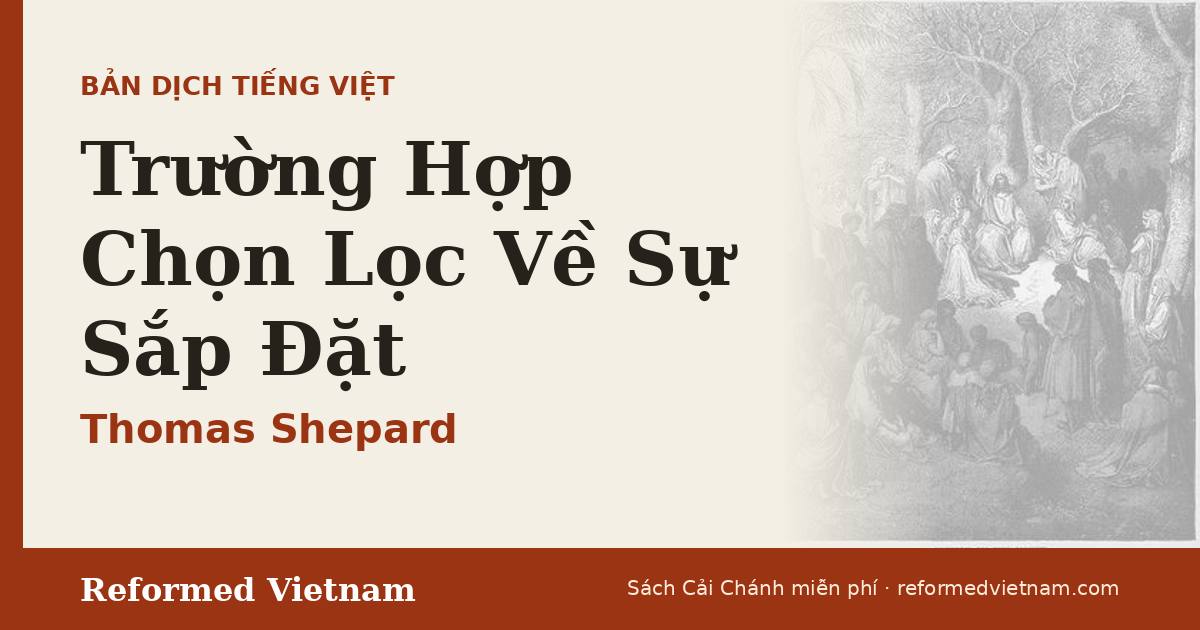 BẢN DỊCH TIẾNG VIỆT
Trường Hợp
Chọn Lọc Về Sự
Sắp Đặt
Thomas Shepard
Reformed Vietnam
Sách Cải Chánh miễn phí · reformedvietnam.com